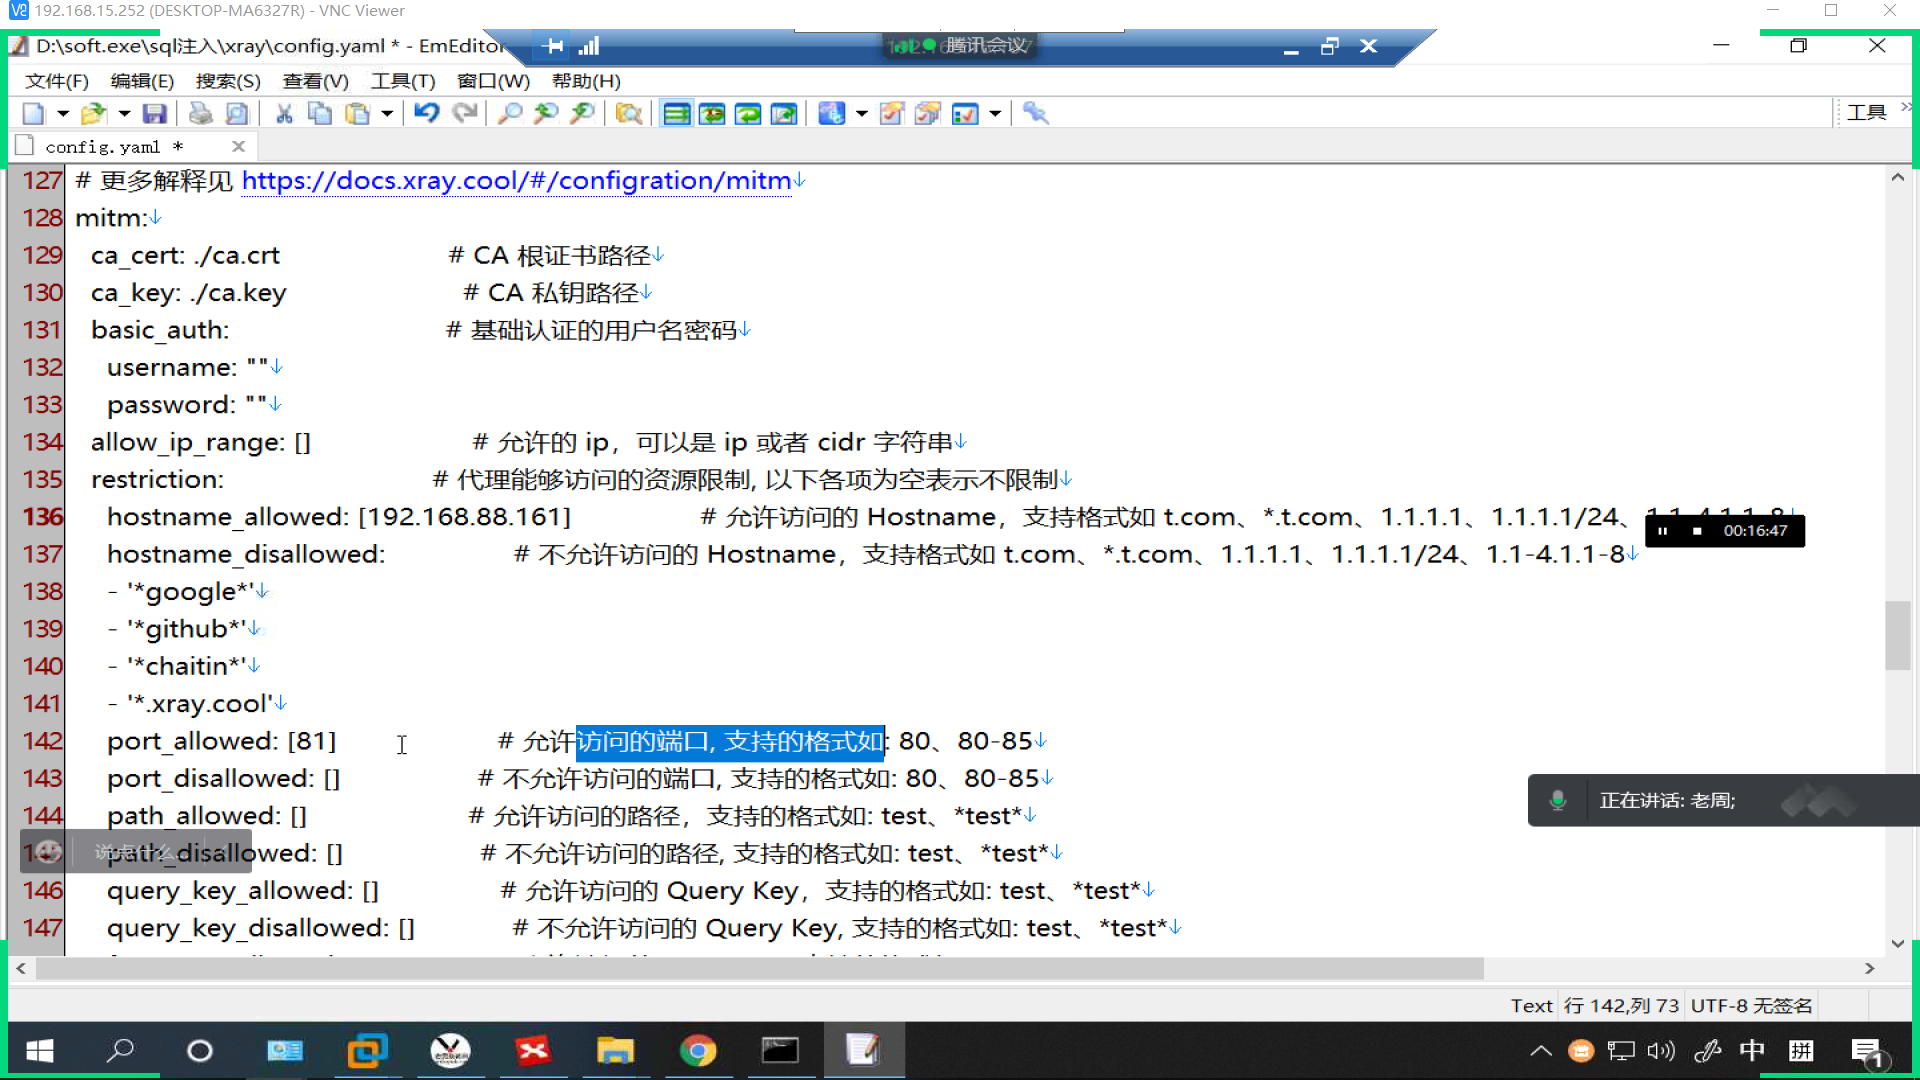 192.168.15.252 (DESKTOP-MA6327R) - VNC Viewer
D:\soft.exe\sql注入\xray\config.yaml * - EmEditor
腾讯会议
文件(F) 编辑(E) 搜索(S) 查看(V) 工具(T) 窗口(W) 帮助(H)
工具
config.yaml *
127 # 更多解释见 https://docs.xray.cool/#/configration/mitm↓
128 mitm:↓
129 ca_cert: ./ca.crt # CA 根证书路径↓
130 ca_key: ./ca.key # CA 私钥路径↓
131 basic_auth: # 基础认证的用户名密码↓
132 username: ""↓
133 password: ""↓
134 allow_ip_range: [] # 允许的 ip，可以是 ip 或者 cidr 字符串↓
135 restriction: # 代理能够访问的资源限制, 以下各项为空表示不限制↓
136 hostname_allowed: [192.168.88.161] # 允许访问的 Hostname，支持格式如 t.com、*.t.com、1.1.1.1、1.1.1.1/24、1.1-4.1.1-8↓
00:16:47
137 hostname_disallowed: # 不允许访问的 Hostname，支持格式如 t.com、*.t.com、1.1.1.1、1.1.1.1/24、1.1-4.1.1-8↓
138 - '*google*'↓
139 - '*github*'↓
140 - '*chaitin*'↓
141 - '*.xray.cool'↓
142 port_allowed: [81] # 允许访问的端口, 支持的格式如: 80、80-85↓
143 port_disallowed: [] # 不允许访问的端口, 支持的格式如: 80、80-85↓
正在讲话: 老周;
144 path_allowed: [] # 允许访问的路径，支持的格式如: test、*test*↓
说点什么...
path_disallowed: [] # 不允许访问的路径, 支持的格式如: test、*test*↓
146 query_key_allowed: [] # 允许访问的 Query Key，支持的格式如: test、*test*↓
147 query_key_disallowed: [] # 不允许访问的 Query Key, 支持的格式如: test、*test*↓
Text 行 142,列 73 UTF-8 无签名
中 拼 1